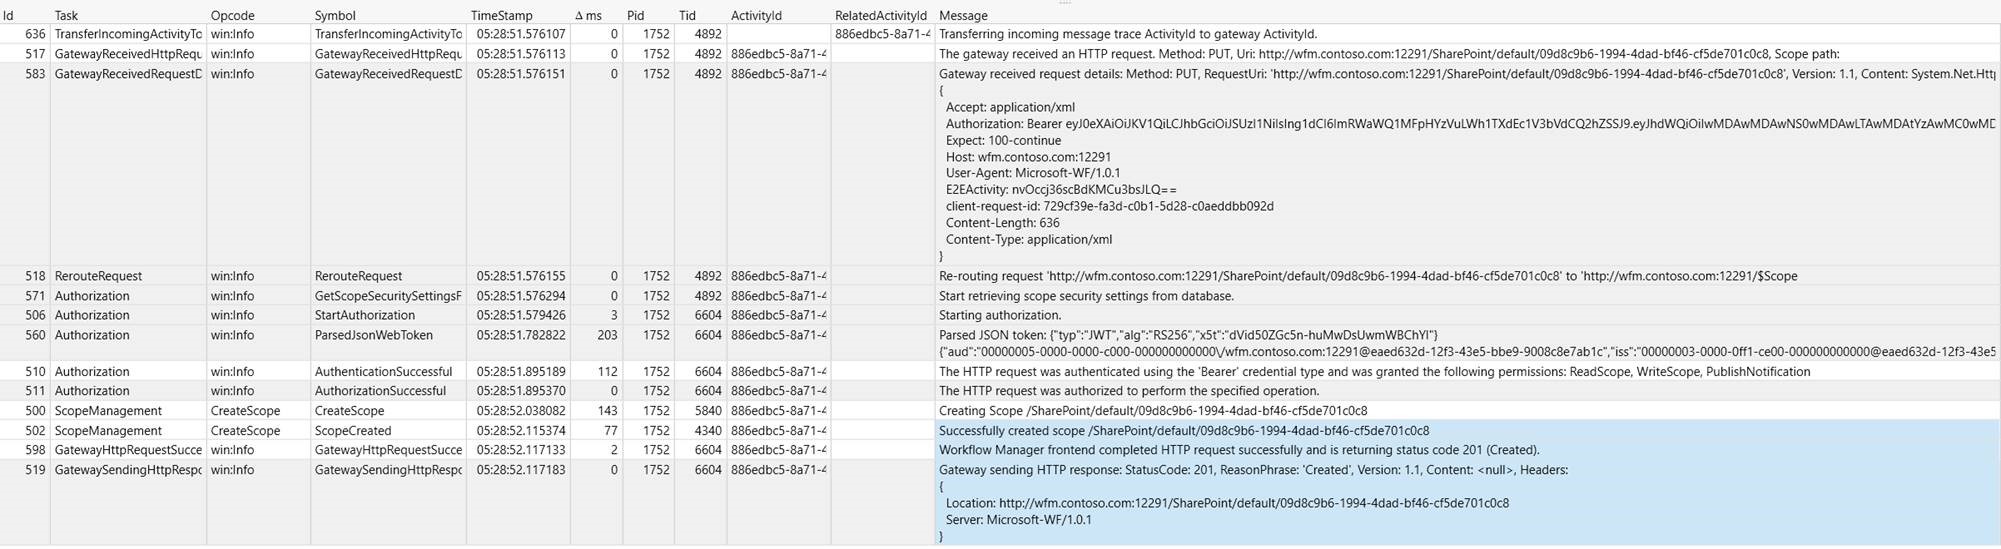 Id Task Opcode Symbol TimeStamp Δ ms Pid Tid ActivityId RelatedActivityId Message
636 TransferIncomingActivityTo win:Info TransferIncomingActivityTo 05:28:51.576107 0 1752 4892 886edbc5-8a71-4 Transferring incoming message trace ActivityId to gateway ActivityId.
517 GatewayReceivedHttpRequ win:Info GatewayReceivedHttpRequ 05:28:51.576113 0 1752 4892 886edbc5-8a71-4 The gateway received an HTTP request. Method: PUT, Uri: http://wfm.contoso.com:12291/SharePoint/default/09d8c9b6-1994-4dad-bf46-cf5de701c0c8, Scope path:
583 GatewayReceivedRequestD win:Info GatewayReceivedRequestD 05:28:51.576151 0 1752 4892 886edbc5-8a71-4 Gateway received request details: Method: PUT, RequestUri: 'http://wfm.contoso.com:12291/SharePoint/default/09d8c9b6-1994-4dad-bf46-cf5de701c0c8', Version: 1.1, Content: System.Net.Http
{
Accept: application/xml
Authorization: Bearer
Expect: 100-continue
Host: wfm.contoso.com:12291
User-Agent: Microsoft-WF/1.0.1
E2EActivity: nvOccj36scBdKMCu3bsJLQ==
client-request-id: 729cf39e-fa3d-c0b1-5d28-c0aeddbb092d
Content-Length: 636
Content-Type: application/xml
}
518 RerouteRequest win:Info RerouteRequest 05:28:51.576155 0 1752 4892 886edbc5-8a71-4 Re-routing request 'http://wfm.contoso.com:12291/SharePoint/default/09d8c9b6-1994-4dad-bf46-cf5de701c0c8' to 'http://wfm.contoso.com:12291/$Scope
571 Authorization win:Info GetScopeSecuritySettingsF 05:28:51.576294 0 1752 4892 886edbc5-8a71-4 Start retrieving scope security settings from database.
506 Authorization win:Info StartAuthorization 05:28:51.579426 3 1752 6604 886edbc5-8a71-4 Starting authorization.
560 Authorization win:Info ParsedJsonWebToken 05:28:51.782822 203 1752 6604 886edbc5-8a71-4 Parsed JSON token: {"typ":"JWT","alg":"RS256","x5t":"dVid50ZGc5n-huMwDsUwmWBChYI"}
{"aud":"00000005-0000-0000-c000-000000000000\/wfm.contoso.com:12291@eaed632d-12f3-43e5-bbe9-9008c8e7ab1c","iss":"00000003-0000-0ff1-ce00-000000000000@eaed632d-12f3-43e5
510 Authorization win:Info AuthenticationSuccessful 05:28:51.895189 112 1752 6604 886edbc5-8a71-4 The HTTP request was authenticated using the 'Bearer' credential type and was granted the following permissions: ReadScope, WriteScope, PublishNotification
511 Authorization win:Info AuthorizationSuccessful 05:28:51.895370 0 1752 6604 886edbc5-8a71-4 The HTTP request was authorized to perform the specified operation.
500 ScopeManagement CreateScope CreateScope 05:28:52.038082 143 1752 5840 886edbc5-8a71-4 Creating Scope /SharePoint/default/09d8c9b6-1994-4dad-bf46-cf5de701c0c8
502 ScopeManagement CreateScope ScopeCreated 05:28:52.115374 77 1752 4340 886edbc5-8a71-4 Successfully created scope /SharePoint/default/09d8c9b6-1994-4dad-bf46-cf5de701c0c8
598 GatewayHttpRequestSucce win:Info GatewayHttpRequestSucce 05:28:52.117133 2 1752 6604 886edbc5-8a71-4 Workflow Manager frontend completed HTTP request successfully and is returning status code 201 (Created).
519 GatewaySendingHttpRespo win:Info GatewaySendingHttpRespo 05:28:52.117183 0 1752 6604 886edbc5-8a71-4 Gateway sending HTTP response: StatusCode: 201, ReasonPhrase: 'Created', Version: 1.1, Content: <null>, Headers:
{
Location: http://wfm.contoso.com:12291/SharePoint/default/09d8c9b6-1994-4dad-bf46-cf5de701c0c8
Server: Microsoft-WF/1.0.1
}